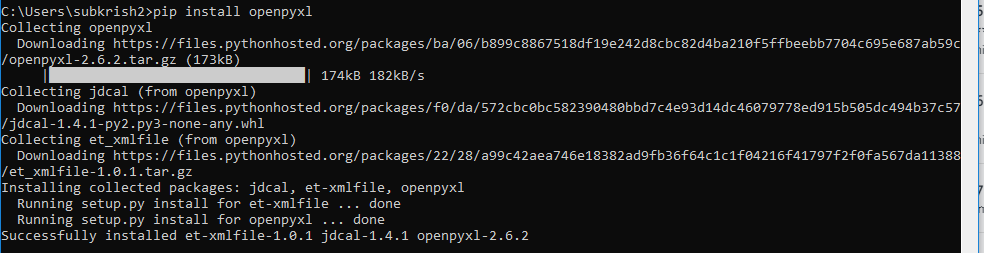 C:\Users\subkrish2>pip install openpyxl
Collecting openpyxl
  Downloading https://files.pythonhosted.org/packages/ba/06/b899c8867518df19e242d8cbc82d4ba210f5ffbeebb7704c695e687ab59c
/openpyxl-2.6.2.tar.gz (173kB)
     |████████████████████████████████| 174kB 182kB/s
Collecting jdcal (from openpyxl)
  Downloading https://files.pythonhosted.org/packages/f0/da/572cbc0bc582390480bbd7c4e93d14dc46079778ed915b505dc494b37c57
/jdcal-1.4.1-py2.py3-none-any.whl
Collecting et_xmlfile (from openpyxl)
  Downloading https://files.pythonhosted.org/packages/22/28/a99c42aea746e18382ad9fb36f64c1c1f04216f41797f2f0fa567da11388
/et_xmlfile-1.0.1.tar.gz
Installing collected packages: jdcal, et-xmlfile, openpyxl
  Running setup.py install for et-xmlfile ... done
  Running setup.py install for openpyxl ... done
Successfully installed et-xmlfile-1.0.1 jdcal-1.4.1 openpyxl-2.6.2